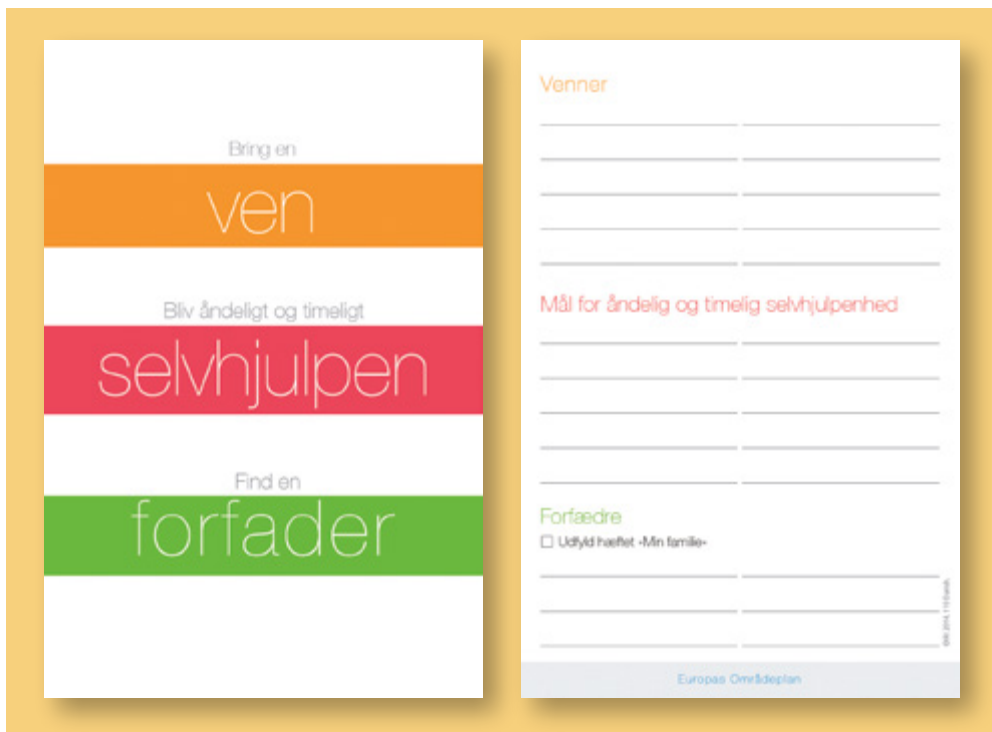 Bring en
ven
Bliv åndeligt og timeligt
selvhjulpen
Find en
forfader
Venner
Mål for åndelig og timelig selvhjulpenhed
Forfædre
☐ Udfyld hæftet »Min familie«
Europas Områdeplan